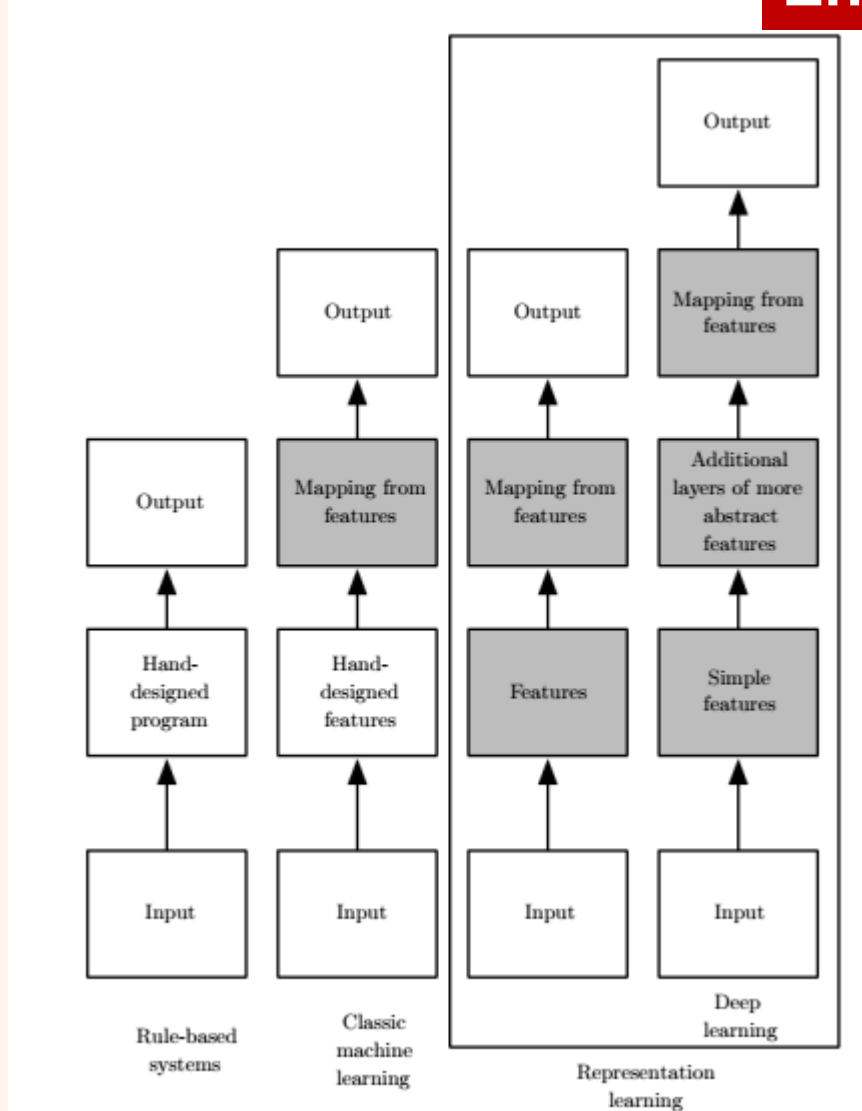 Output
Output
Output
Mapping from
features
Output
Mapping from
features
Mapping from
features
Additional
layers of more
abstract
features
Hand-
designed
program
Hand-
designed
features
Features
Simple
features
Input
Input
Input
Input
Rule-based
systems
Classic
machine
learning
Deep
learning
Representation
learning